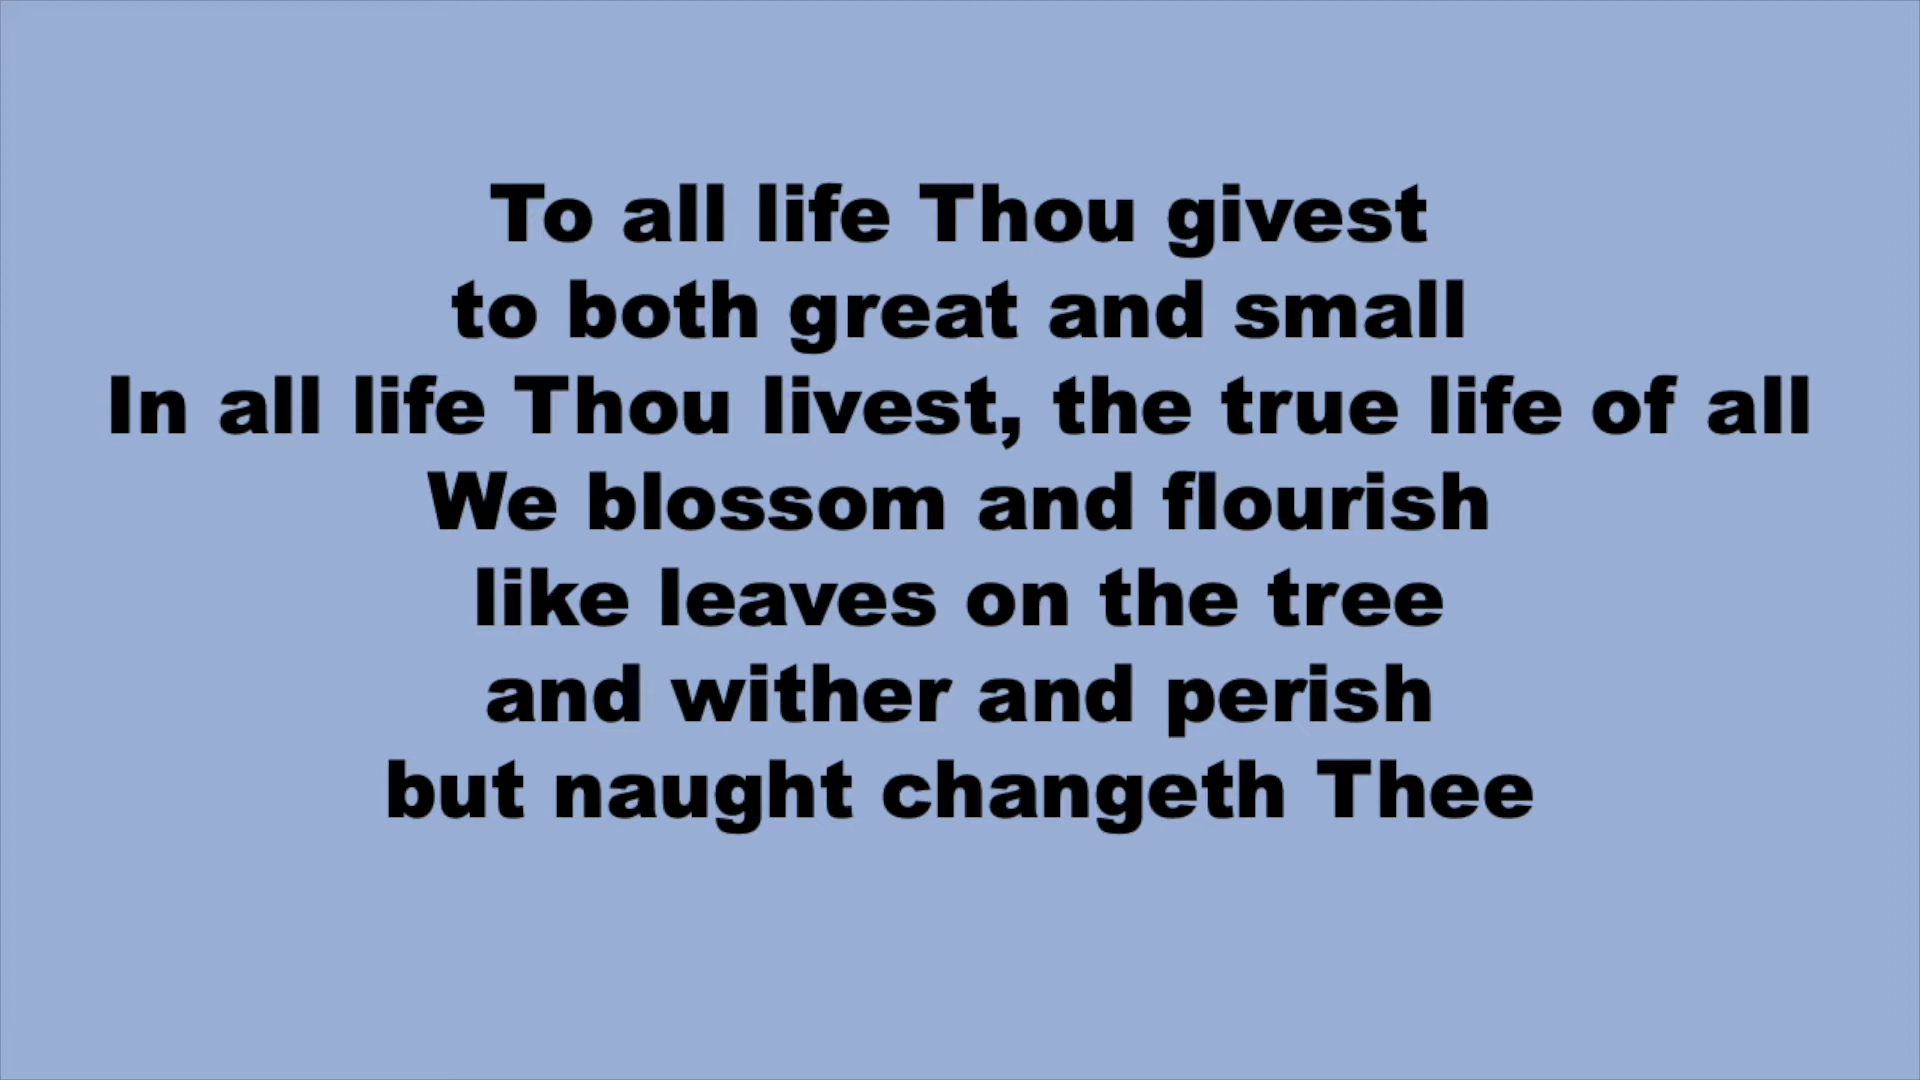 To all life Thou givest
to both great and small
In all life Thou livest, the true life of all
We blossom and flourish
like leaves on the tree
and wither and perish
but naught changeth Thee